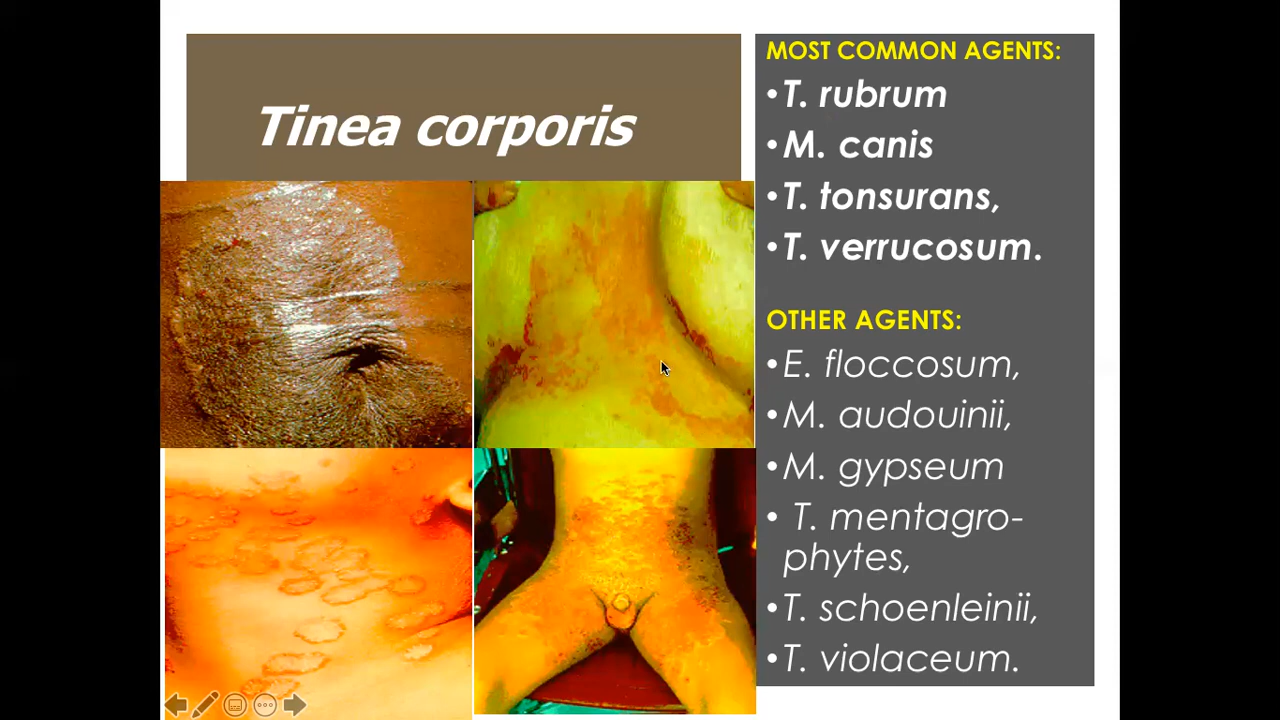 Tinea corporis
MOST COMMON AGENTS:
•T. rubrum
•M. canis
•T. tonsurans,
•T. verrucosum.
OTHER AGENTS:
•E. floccosum,
•M. audouinii,
•M. gypseum
• T. mentagro-
phytes,
•T. schoenleinii,
•T. violaceum.